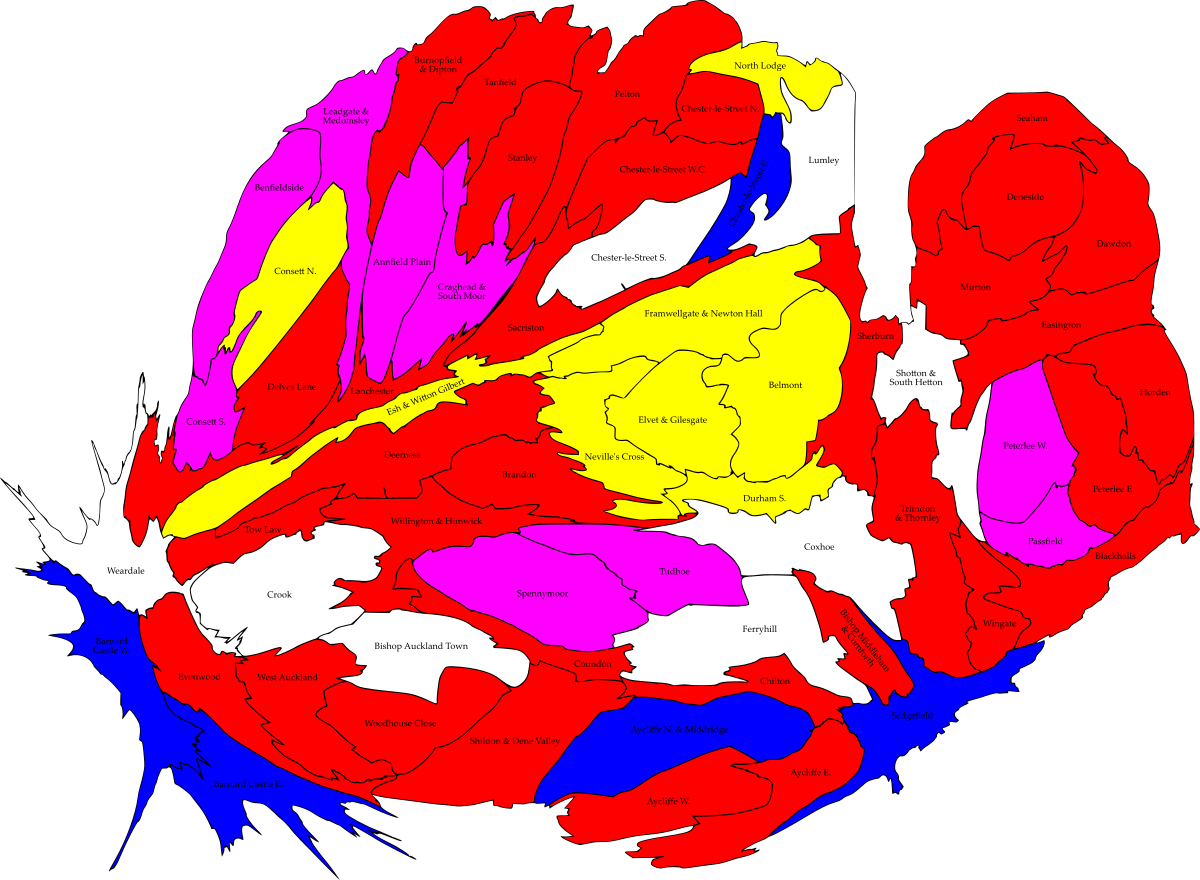 Burnopfield
& Dipton
North Lodge
Tanfield
Pelton
Chester-le-Street N.
Leadgate &
Medomsley
Seaham
Stanley
Lumley
Chester-le-Street W.C.
Benfieldside
Chester-le-Street E.
Deneside
Dawdon
Annfield Plain
Chester-le-Street S.
Consett N.
Craghead &
South Moor
Murton
Framwellgate & Newton Hall
Sacriston
Easington
Sherburn
Shotton &
South Hetton
Delves Lane
Lanchester
Esh & Witton Gilbert
Belmont
Horden
Consett S.
Elvet & Gilesgate
Peterlee W.
Deerness
Neville's Cross
Brandon
Peterlee E.
Durham S.
Trimdon
& Thornley
Willington & Hunwick
Tow Law
Passfield
Coxhoe
Blackhalls
Weardale
Tudhoe
Crook
Spennymoor
Wingate
Ferryhill
Bishop Middleham
& Cornforth
Barnard
Castle W.
Bishop Auckland Town
Coundon
Evenwood
West Auckland
Chilton
Sedgefield
Woodhouse Close
Aycliffe N. & Middridge
Shildon & Dene Valley
Aycliffe E.
Barnard Castle E.
Aycliffe W.